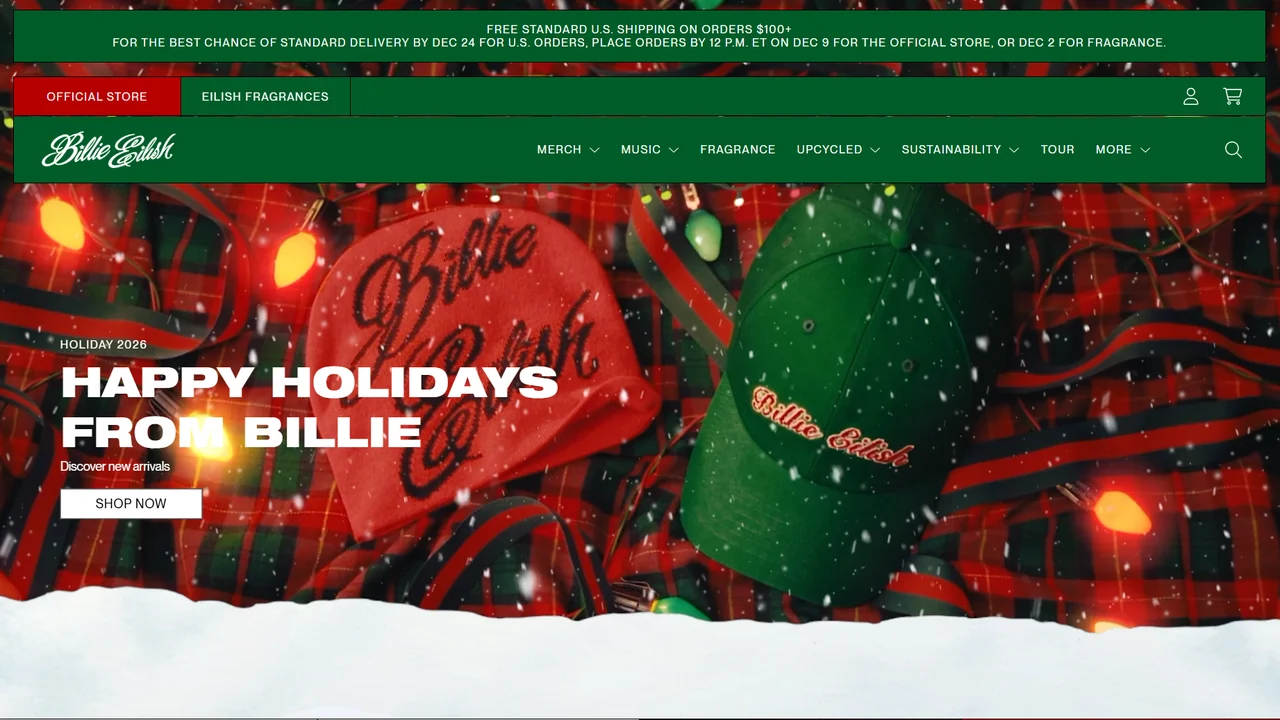 FREE STANDARD U.S. SHIPPING ON ORDERS $100+
FOR THE BEST CHANCE OF STANDARD DELIVERY BY DEC 24 FOR U.S. ORDERS, PLACE ORDERS BY 12 P.M. ET ON DEC 9 FOR THE OFFICIAL STORE, OR DEC 2 FOR FRAGRANCE.
OFFICIAL STORE
EILISH FRAGRANCES
Billie Eilish
MERCH
MUSIC
FRAGRANCE
UPCYCLED
SUSTAINABILITY
TOUR
MORE
Billie
Eilish
Billie Eilish
HOLIDAY 2026
HAPPY HOLIDAYS
FROM BILLIE
Discover new arrivals
SHOP NOW